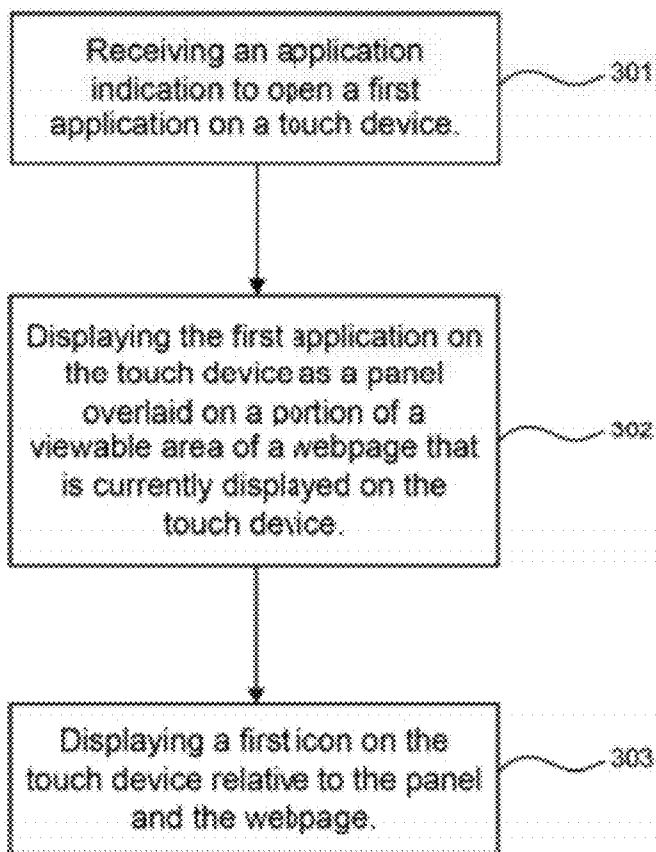 Receiving an application
indication to open a first
application on a touch device.
301
Displaying the first application on
the touch device as a panel
overlaid on a portion of a
viewable area of a webpage that
is currently displayed on the
touch device.
302
Displaying a first icon on the
touch device relative to the panel
and the webpage.
303